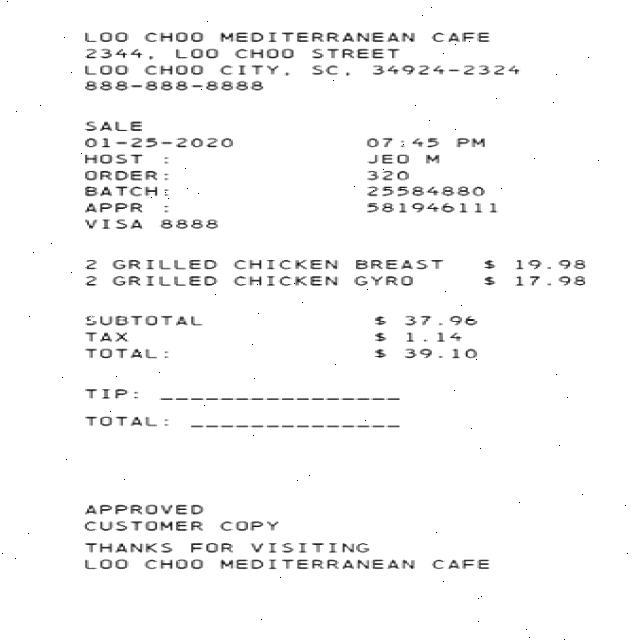 LOO CHOO MEDITERRANEAN CAFE
2344, LOO CHOO STREET
LOO CHOO CITY, SC, 34924-2324
888-888-8888
SALE
01-25-2020 07:45 PM
HOST : JEO M
ORDER: 320
BATCH: 25584880
APPR : 581946111
VISA 8888
2 GRILLED CHICKEN BREAST $ 19.98
2 GRILLED CHICKEN GYRO $ 17.98
SUBTOTAL $ 37.96
TAX $ 1.14
TOTAL: $ 39.10
TIP: ________________
TOTAL: ______________
APPROVED
CUSTOMER COPY
THANKS FOR VISITING
LOO CHOO MEDITERRANEAN CAFE